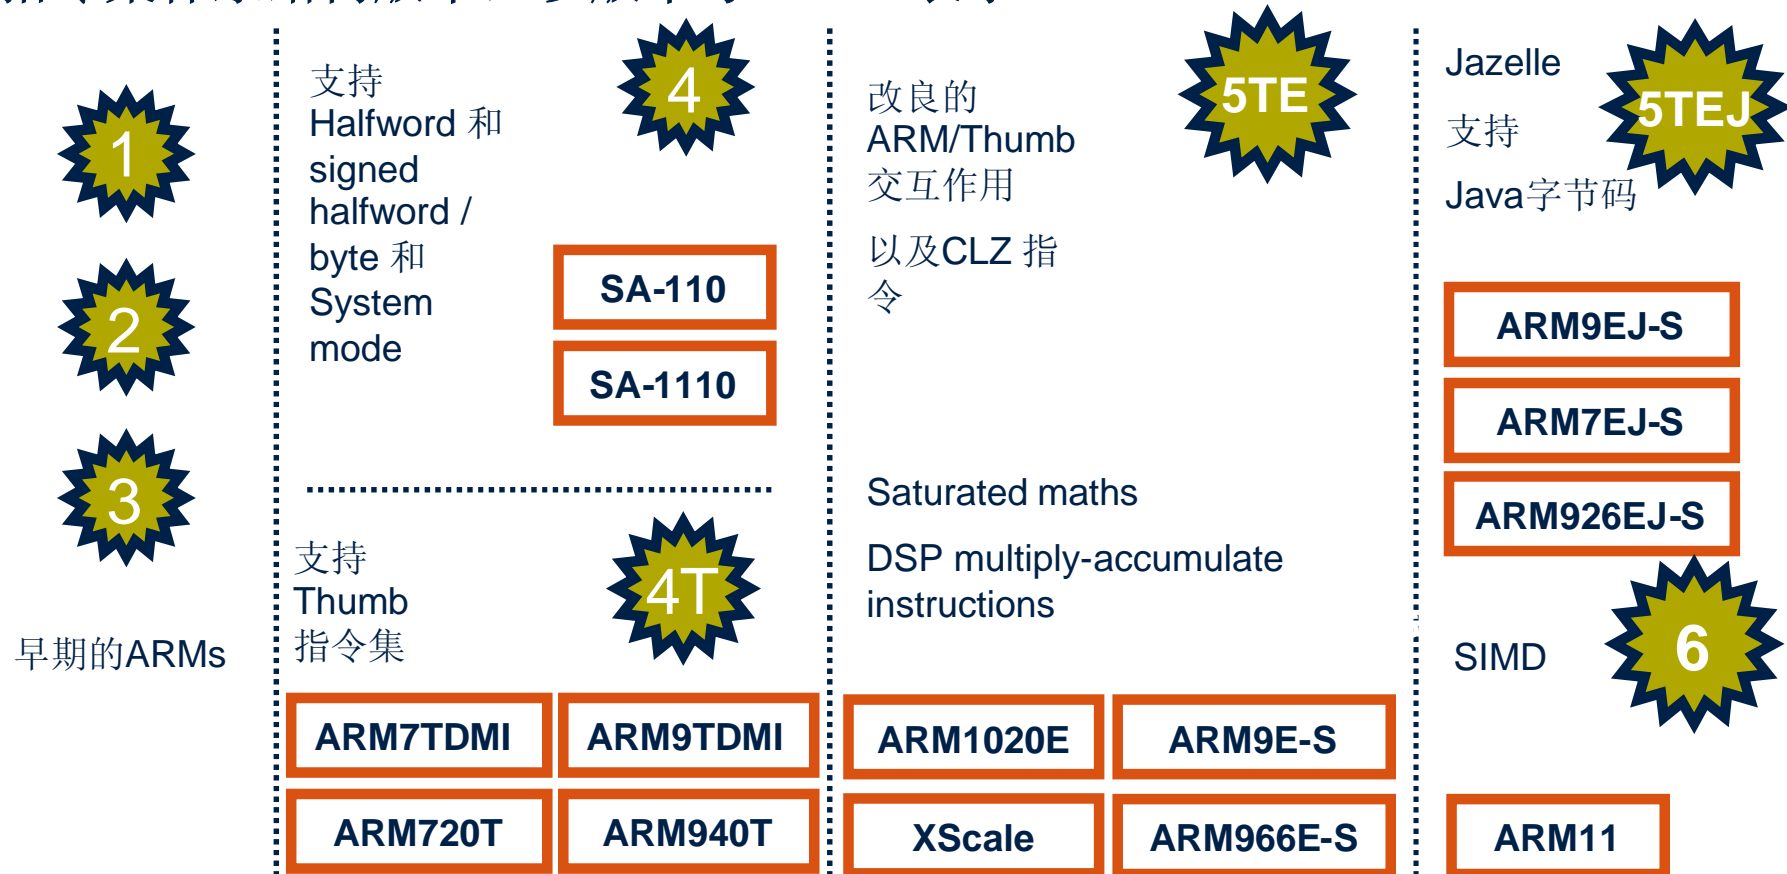 1
2
3
早期的ARMs
支持
Halfword 和
signed
halfword /
byte 和
System
mode
4
SA-110
SA-1110
支持
Thumb
指令集
4T
ARM7TDMI
ARM9TDMI
ARM720T
ARM940T
改良的
ARM/Thumb
交互作用
以及CLZ 指
令
5TE
Saturated maths
DSP multiply-accumulate
instructions
ARM1020E
ARM9E-S
XScale
ARM966E-S
Jazelle
支持
Java字节码
5TEJ
ARM9EJ-S
ARM7EJ-S
ARM926EJ-S
SIMD
6
ARM11